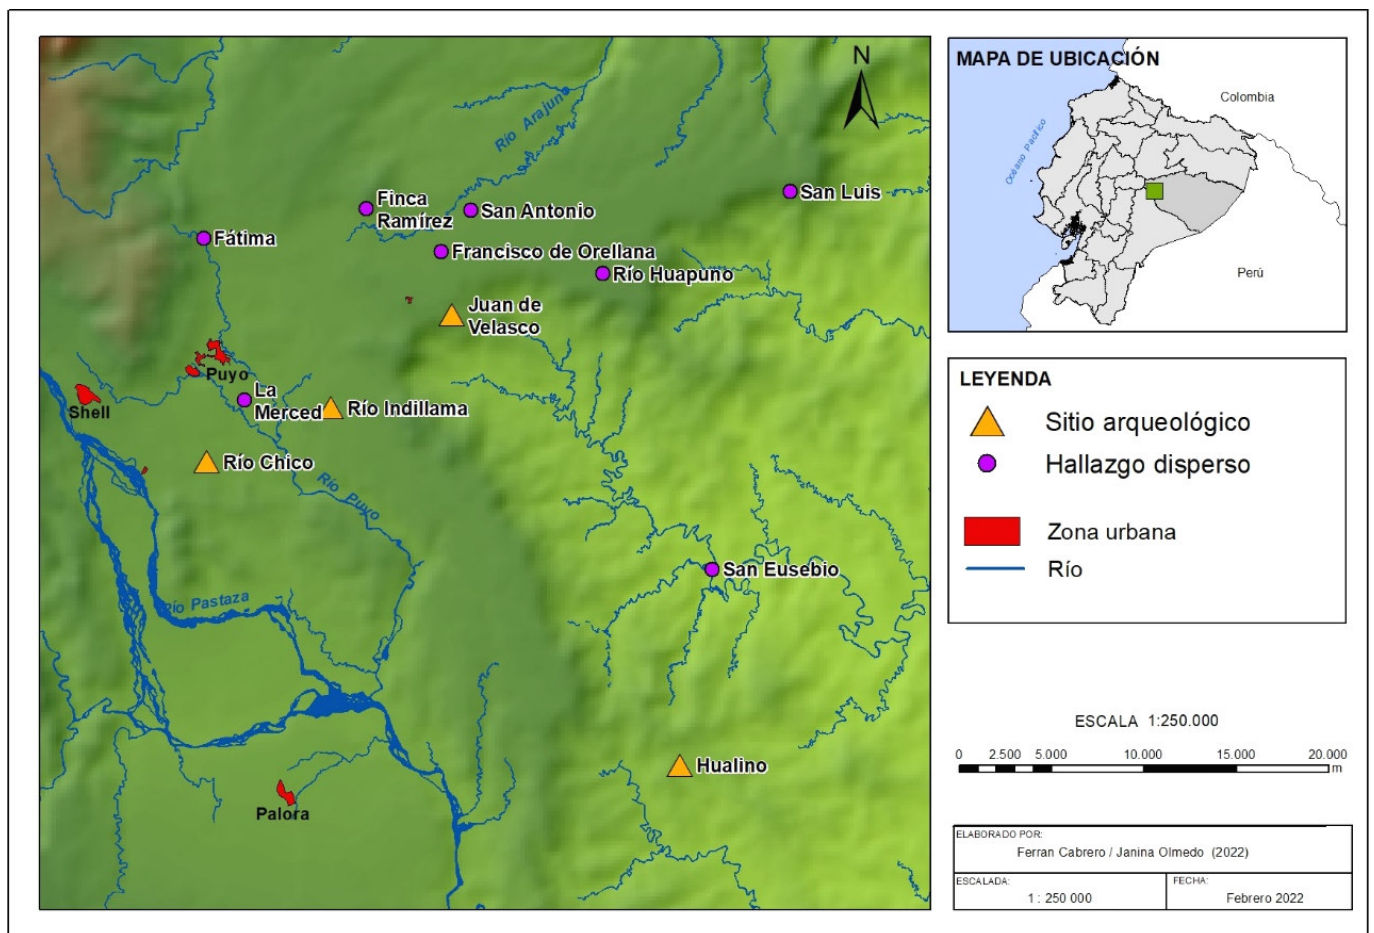 N
Río Arajuno
San Luis
Finca
Ramírez
San Antonio
Fátima
Francisco de Orellana
Río Huapuno
Juan de
Velasco
Puyo
Shell
La
Merced
Río Indillama
Río Chico
Río Puyo
San Eusebio
Río Pastaza
Hualino
Palora
MAPA DE UBICACIÓN
Colombia
Océano Pacífico
Perú
LEYENDA
Sitio arqueológico
Hallazgo disperso
Zona urbana
Río
ESCALA 1:250.000
0 2.500 5.000 10.000 15.000 20.000
m
ELABORADO POR:
Ferran Cabrero / Janina Olmedo (2022)
ESCALADA:
1 : 250 000
FECHA:
Febrero 2022